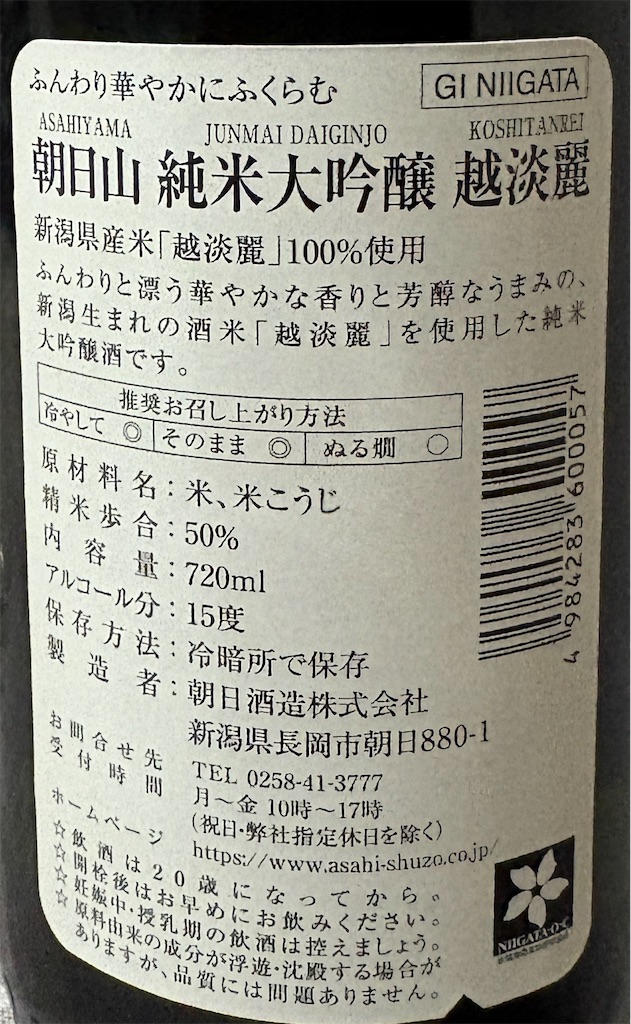 ふんわり華やかにふくらむ
GI NIIGATA
ASAHIYAMA JUNMAI DAIGINJO KOSHITANREI
朝日山 純米大吟醸 越淡麗
新潟県産米「越淡麗」100%使用
ふんわりと漂う華やかな香りと芳醇なうまみの、
新潟生まれの酒米「越淡麗」を使用した純米
大吟醸酒です。
推奨お召し上がり方法
冷やして ◎ そのまま ◎ ぬる燗 ○
原材料名：米、米こうじ
精米歩合：50%
内容量：720ml
アルコール分：15度
保存方法：冷暗所で保存
製造者：朝日酒造株式会社
新潟県長岡市朝日880-1
お問合せ先 TEL 0258-41-3777
受付時間 月～金 10時～17時
(祝日・弊社指定休日を除く)
ホームページ https://www.asahi-shuzo.co.jp/
☆飲酒は20歳になってから。
☆開栓後はお早めにお飲みください。
☆妊娠中・授乳期の飲酒は控えましょう。
☆原料由来の成分が浮遊・沈殿する場合が
ありますが、品質には問題ありません。
4 984283 600057
NIIGATA・O・C